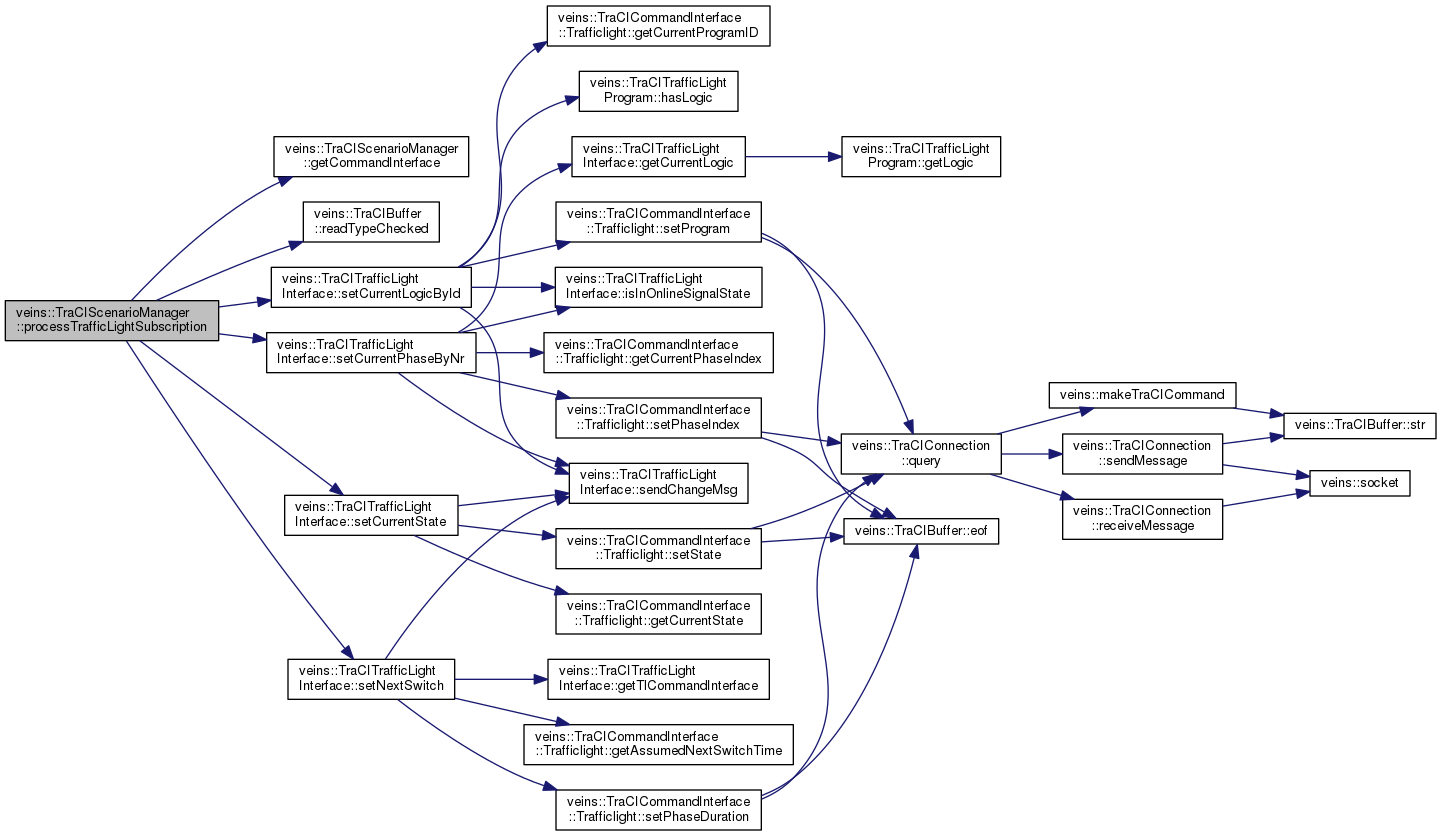 veins::TraCIScenarioManager
::processTrafficLightSubscription
veins::TraCIScenarioManager
::getCommandInterface
veins::TraCIBuffer
::readTypeChecked
veins::TraCITrafficLight
Interface::setCurrentLogicById
veins::TraCITrafficLight
Interface::setCurrentPhaseByNr
veins::TraCITrafficLight
Interface::setCurrentState
veins::TraCITrafficLight
Interface::setNextSwitch
veins::TraCICommandInterface
::Trafficlight::getCurrentProgramID
veins::TraCITrafficLight
Program::hasLogic
veins::TraCITrafficLight
Interface::getCurrentLogic
veins::TraCICommandInterface
::Trafficlight::setProgram
veins::TraCITrafficLight
Interface::isInOnlineSignalState
veins::TraCICommandInterface
::Trafficlight::getCurrentPhaseIndex
veins::TraCICommandInterface
::Trafficlight::setPhaseIndex
veins::TraCITrafficLight
Interface::sendChangeMsg
veins::TraCICommandInterface
::Trafficlight::setState
veins::TraCICommandInterface
::Trafficlight::getCurrentState
veins::TraCITrafficLight
Interface::getTlCommandInterface
veins::TraCICommandInterface
::Trafficlight::getAssumedNextSwitchTime
veins::TraCICommandInterface
::Trafficlight::setPhaseDuration
veins::TraCITrafficLight
Program::getLogic
veins::TraCIConnection
::query
veins::TraCIBuffer::eof
veins::makeTraCICommand
veins::TraCIConnection
::sendMessage
veins::TraCIConnection
::receiveMessage
veins::TraCIBuffer::str
veins::socket